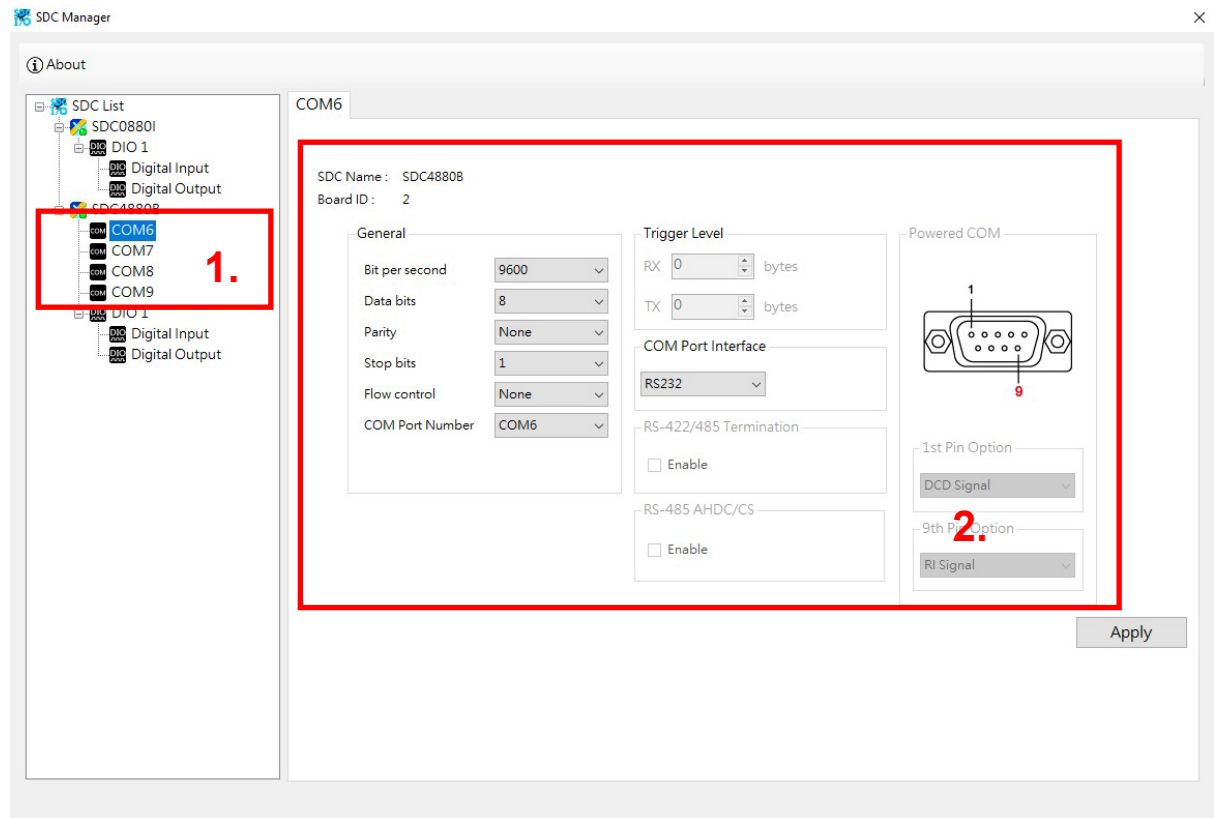 SDC Manager
About
SDC List
SDC0880I
DIO 1
Digital Input
Digital Output
SDC4880B
COM6
COM7
COM8
COM9
1.
DIO 1
Digital Input
Digital Output
COM6
SDC Name : SDC4880B
Board ID : 2
General
Bit per second 9600
Data bits 8
Parity None
Stop bits 1
Flow control None
COM Port Number COM6
Trigger Level
RX 0 bytes
TX 0 bytes
COM Port Interface
RS232
RS-422/485 Termination
Enable
RS-485 AHDC/CS
Enable
Powered COM
1
9
1st Pin Option
DCD Signal
9th Pin Option
2.
RI Signal
Apply